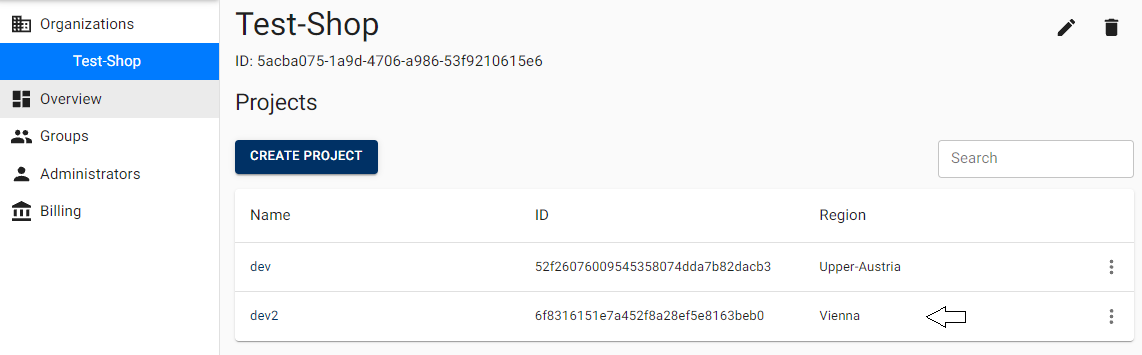 Organizations
Test-Shop
Overview
Groups
Administrators
Billing
Test-Shop
ID: 5acba075-1a9d-4706-a986-53f9210615e6
Projects
CREATE PROJECT
Search
Name ID Region
dev 52f26076009545358074dda7b82dacb3 Upper-Austria
dev2 6f8316151e7a452f8a28ef5e8163beb0 Vienna